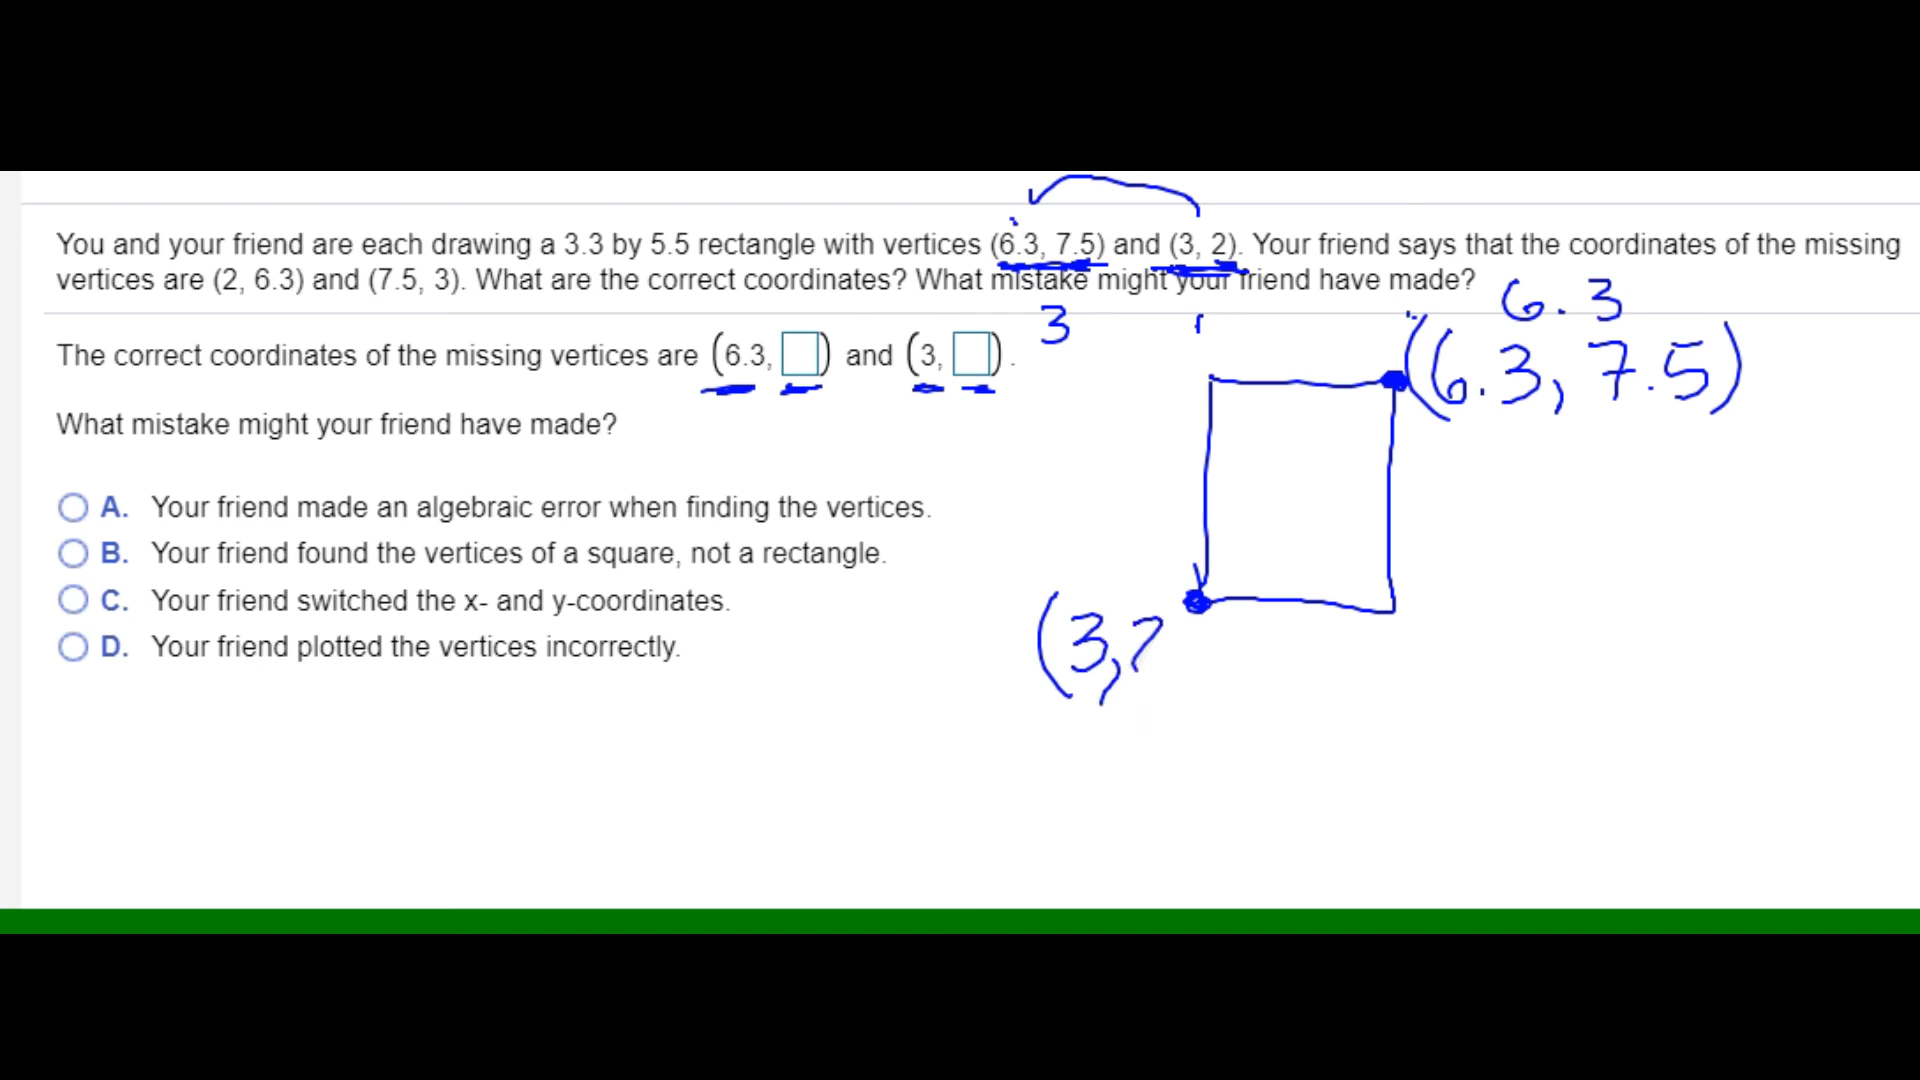 You and your friend are each drawing a 3.3 by 5.5 rectangle with vertices (6.3, 7.5) and (3, 2). Your friend says that the coordinates of the missing
vertices are (2, 6.3) and (7.5, 3). What are the correct coordinates? What mistake might your friend have made?
6.3
3
(6.3, 7.5)
The correct coordinates of the missing vertices are (6.3, ) and (3, ).
What mistake might your friend have made?
A. Your friend made an algebraic error when finding the vertices.
B. Your friend found the vertices of a square, not a rectangle.
C. Your friend switched the x- and y-coordinates.
D. Your friend plotted the vertices incorrectly.
(3,